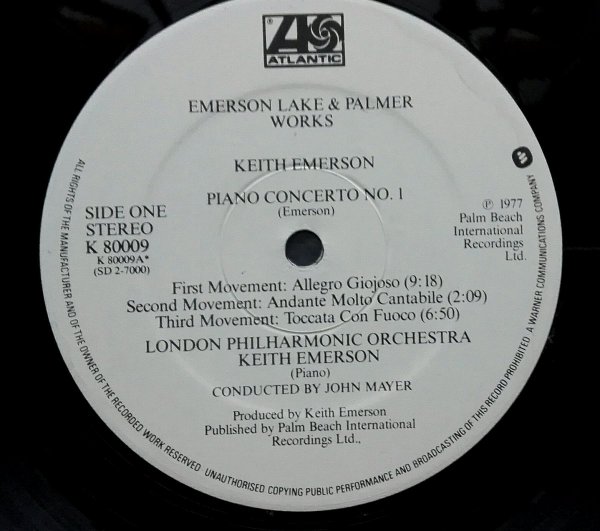 ®
ATLANTIC
EMERSON LAKE & PALMER
WORKS
KEITH EMERSON
PIANO CONCERTO NO. 1
(Emerson)
SIDE ONE
STEREO
K 80009
K 80009A*
(SD 2-7000)
℗ 1977
Palm Beach
International
Recordings
Ltd.
First Movement: Allegro Giojoso (9:18)
Second Movement: Andante Molto Cantabile (2:09)
Third Movement: Toccata Con Fuoco (6:50)
LONDON PHILHARMONIC ORCHESTRA
KEITH EMERSON
(Piano)
CONDUCTED BY JOHN MAYER
Produced by Keith Emerson
Published by Palm Beach International
Recordings Ltd.,
ALL RIGHTS OF THE MANUFACTURER AND OF THE OWNER OF THE RECORDED WORK RESERVED UNAUTHORISED COPYING PUBLIC PERFORMANCE AND BROADCASTING OF THIS RECORD PROHIBITED A WARNER COMMUNICATIONS COMPANY